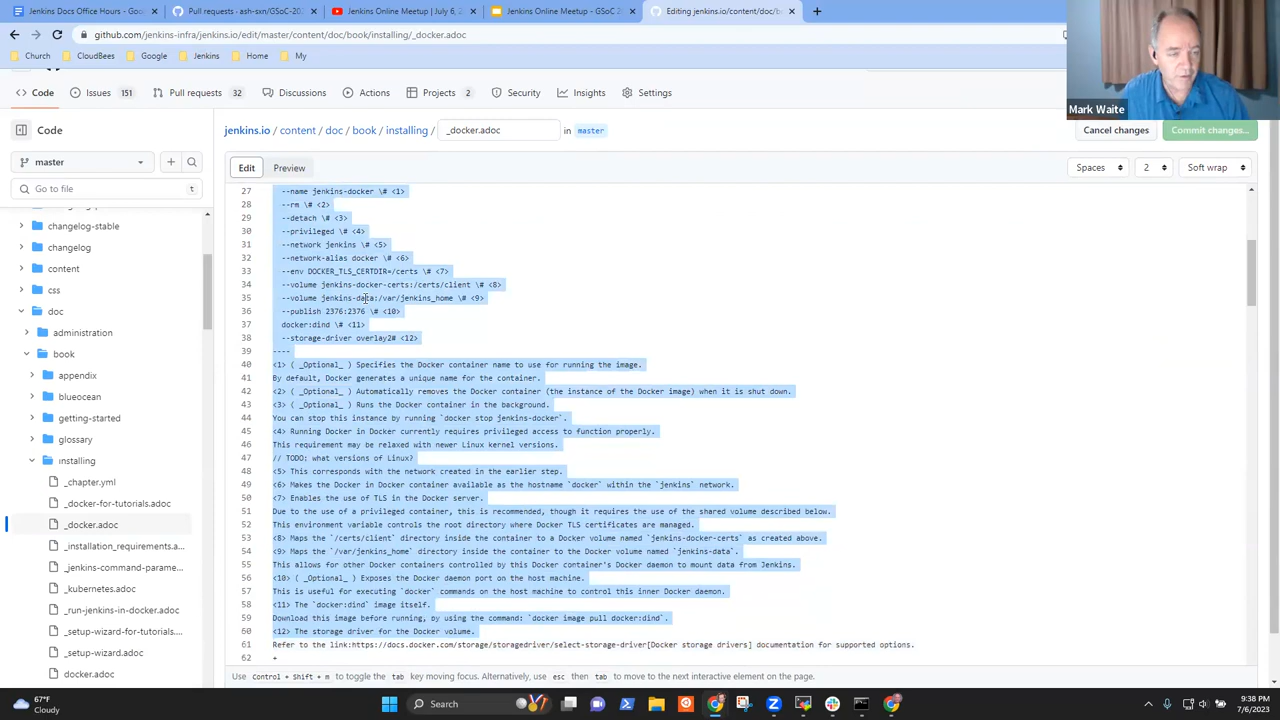 Jenkins Docs Office Hours - Goo
Pull requests · ash-sxn/GSoC-20
Jenkins Online Meetup | July 6, 2
Jenkins Online Meetup - GSoC 2
Editing jenkins.io/content/doc/b
github.com/jenkins-infra/jenkins.io/edit/master/content/doc/book/installing/_docker.adoc
Church CloudBees Google Jenkins Home My
Code Issues 151 Pull requests 32 Discussions Actions Projects 2 Security Insights Settings
Mark Waite
Code
jenkins.io / content / doc / book / installing / _docker.adoc in master
Cancel changes Commit changes...
master
Edit Preview Spaces 2 Soft wrap
Go to file t
changelog-stable
changelog
content
css
doc
administration
book
appendix
blueocean
getting-started
glossary
installing
_chapter.yml
_docker-for-tutorials.adoc
_docker.adoc
_installation_requirements.a...
_jenkins-command-parame...
_kubernetes.adoc
_run-jenkins-in-docker.adoc
_setup-wizard-for-tutorials....
_setup-wizard.adoc
docker.adoc
27 --name jenkins-docker \# <1>
28 --rm \# <2>
29 --detach \# <3>
30 --privileged \# <4>
31 --network jenkins \# <5>
32 --network-alias docker \# <6>
33 --env DOCKER_TLS_CERTDIR=/certs \# <7>
34 --volume jenkins-docker-certs:/certs/client \# <8>
35 --volume jenkins-data:/var/jenkins_home \# <9>
36 --publish 2376:2376 \# <10>
37 docker:dind \# <11>
38 --storage-driver overlay2# <12>
39 ----
40 <1> ( _Optional_ ) Specifies the Docker container name to use for running the image.
41 By default, Docker generates a unique name for the container.
42 <2> ( _Optional_ ) Automatically removes the Docker container (the instance of the Docker image) when it is shut down.
43 <3> ( _Optional_ ) Runs the Docker container in the background.
44 You can stop this instance by running `docker stop jenkins-docker`.
45 <4> Running Docker in Docker currently requires privileged access to function properly.
46 This requirement may be relaxed with newer Linux kernel versions.
47 // TODO: what versions of Linux?
48 <5> This corresponds with the network created in the earlier step.
49 <6> Makes the Docker in Docker container available as the hostname `docker` within the `jenkins` network.
50 <7> Enables the use of TLS in the Docker server.
51 Due to the use of a privileged container, this is recommended, though it requires the use of the shared volume described below.
52 This environment variable controls the root directory where Docker TLS certificates are managed.
53 <8> Maps the `/certs/client` directory inside the container to a Docker volume named `jenkins-docker-certs` as created above.
54 <9> Maps the `/var/jenkins_home` directory inside the container to the Docker volume named `jenkins-data`.
55 This allows for other Docker containers controlled by this Docker container's Docker daemon to mount data from Jenkins.
56 <10> ( _Optional_ ) Exposes the Docker daemon port on the host machine.
57 This is useful for executing `docker` commands on the host machine to control this inner Docker daemon.
58 <11> The `docker:dind` image itself.
59 Download this image before running, by using the command: `docker image pull docker:dind`.
60 <12> The storage driver for the Docker volume.
61 Refer to the link:https://docs.docker.com/storage/storagedriver/select-storage-driver[Docker storage drivers] documentation for supported options.
62 +
Use Control + Shift + m to toggle the tab key moving focus. Alternatively, use esc then tab to move to the next interactive element on the page.
67°F
Cloudy
Search
9:38 PM
7/6/2023